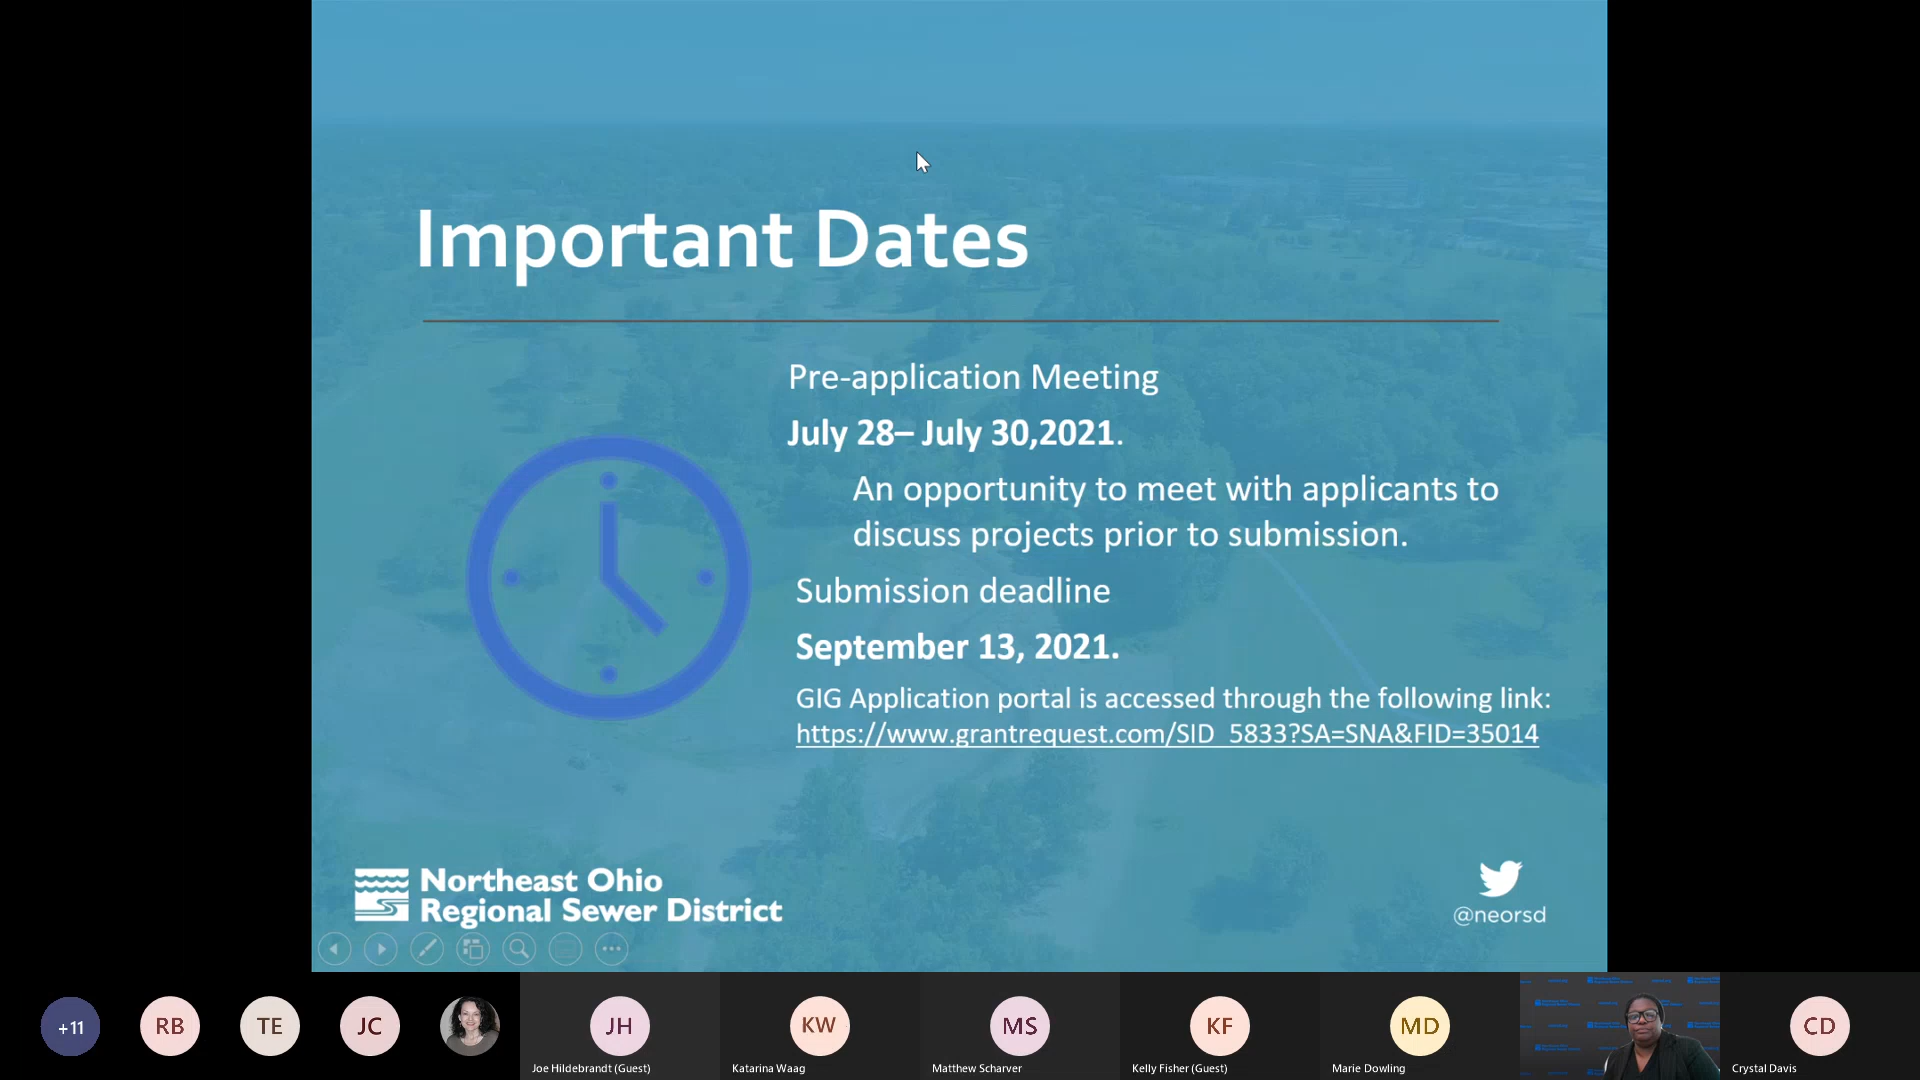 Important Dates
Pre-application Meeting
July 28– July 30,2021.
An opportunity to meet with applicants to
discuss projects prior to submission.
Submission deadline
September 13, 2021.
GIG Application portal is accessed through the following link:
https://www.grantrequest.com/SID_5833?SA=SNA&FID=35014
Northeast Ohio
Regional Sewer District
@neorsd
+11
RB
TE
JC
JH
KW
MS
KF
MD
CD
Joe Hildebrandt (Guest)
Katarina Waag
Matthew Scharver
Kelly Fisher (Guest)
Marie Dowling
Crystal Davis